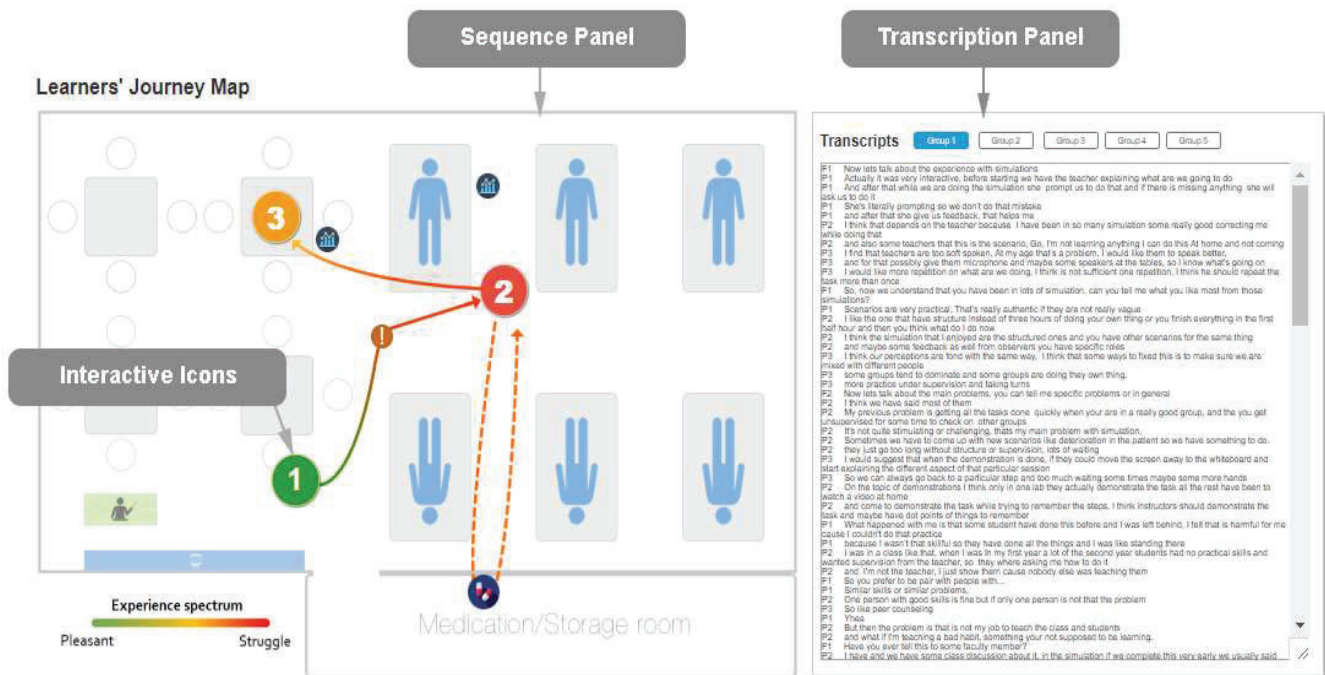 Sequence Panel
Transcription Panel
Learners' Journey Map
3
2
!
Interactive Icons
1
Experience spectrum
Pleasant
Struggle
Medication/Storage room
Transcripts
Group 1
Group 2
Group 3
Group 4
Group 5
F1 Now lets talk about the experience with simulations
P1 Actually it was very interactive, before starting we have the teacher explaining what are we going to do
P1 And after that while we are doing the simulation she prompt us to do that and if there is missing anything she will
ask us to do it
P1 She's literally prompting so we don't do that mistake
P1 and after that she give us feedback, that helps me
P2 I think that depends on the teacher because I have been in so many simulation some really good correcting me
while doing that
P2 and also some teachers that this is the scenario, Go, I'm not learning anything I can do this At home and not coming
P3 I find that teachers are too soft spoken, At my age that's a problem, I would like them to speak better,
P3 and for that possibly give them microphone and maybe some speakers at the tables, so I know what's going on
P3 I would like more repetition on what are we doing, I think is not sufficient one repetition, I think he should repeat the
task more than once
F1 So, now we understand that you have been in lots of simulation, can you tell me what you like most from those
simulations?
P1 Scenarios are very practical, That's really authentic if they are not really vague
P2 I like the one that have structure instead of three hours of doing your own thing or you finish everything in the first
half hour and then you think what do I do now
P2 I think the simulation that I enjoyed are the structured ones and you have other scenarios for the same thing
P2 and maybe some feedback as well from observers you have specific roles
P3 I think our perceptions are fond with the same way, I think that some ways to fixed this is to make sure we are
mixed with different people
P3 some groups tend to dominate and some groups are doing they own thing,
P3 more practice under supervision and taking turns
F2 Now lets talk about the main problems, you can tell me specific problems or in general
P2 I think we have said most of them
P2 My previous problem is getting all the tasks done quickly when your are in a really good group, and the you get
unsupervised for some time to check on other groups
P2 It's not quite stimulating or challenging, thats my main problem with simulation.
P2 Sometimes we have to come up with new scenarios like deterioration in the patient so we have something to do.
P2 they just go too long without structure or supervision, lots of waiting
P3 I would suggest that when the demonstration is done, if they could move the screen away to the whiteboard and
start explaining the different aspect of that particular session
P3 So we can always go back to a particular step and too much waiting some times maybe some more hands
P2 On the topic of demonstrations I think only in one lab they actually demonstrate the task all the rest have been to
watch a video at home
P2 and come to demonstrate the task while trying to remember the steps, I think instructors should demonstrate the
task and maybe have dot points of things to remember
P1 What happened with me is that some student have done this before and I was left behind, I felt that is harmful for me
cause I couldn't do that practice
P1 because I wasn't that skillful so they have done all the things and I was like standing there
P2 I was in a class like that, when I was in my first year a lot of the second year students had no practical skills and
wanted supervision from the teacher, so, they where asking me how to do it
P2 and I'm not the teacher, I just show them cause nobody else was teaching them
F1 So you prefer to be pair with people with...
P1 Similar skills or similar problems,
P2 One person with good skills is fine but if only one person is not that the problem
P3 So like peer counseling
P1 Yhea
P2 But then the problem is that is not my job to teach the class and students
P2 and what if I'm teaching a bad habit, something your not supposed to be learning.
F1 Have you ever tell this to some faculty member?
P2 I have and we have some class discussion about it, in the simulation if we complete this very early we usually said